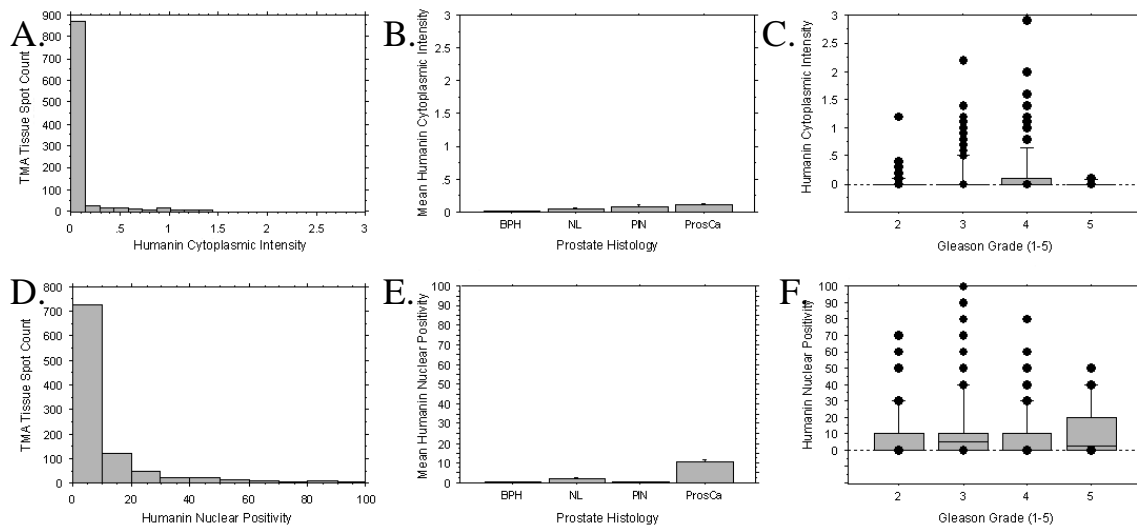 A.
TMA Tissue Spot Count
900
800
700
600
500
400
300
200
100
0
0 .5 1 1.5 2 2.5 3
Humanin Cytoplasmic Intensity
B.
Mean Humanin Cytoplasmic Intensity
3
2.5
2
1.5
1
.5
0
BPH NL PIN ProsCa
Prostate Histology
C.
Humanin Cytoplasmic Intensity
3
2.5
2
1.5
1
.5
0
2 3 4 5
Gleason Grade (1-5)
D.
TMA Tissue Spot Count
800
700
600
500
400
300
200
100
0
0 20 40 60 80 100
Humanin Nuclear Positivity
E.
Mean Humanin Nuclear Positivity
100
90
80
70
60
50
40
30
20
10
0
BPH NL PIN ProsCa
Prostate Histology
F.
Humanin Nuclear Positivity
100
90
80
70
60
50
40
30
20
10
0
2 3 4 5
Gleason Grade (1-5)